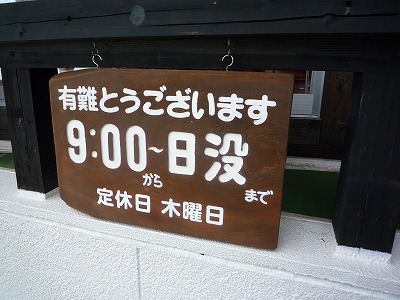 有難とうございます
9:00~日没
から まで
定休日 木曜日